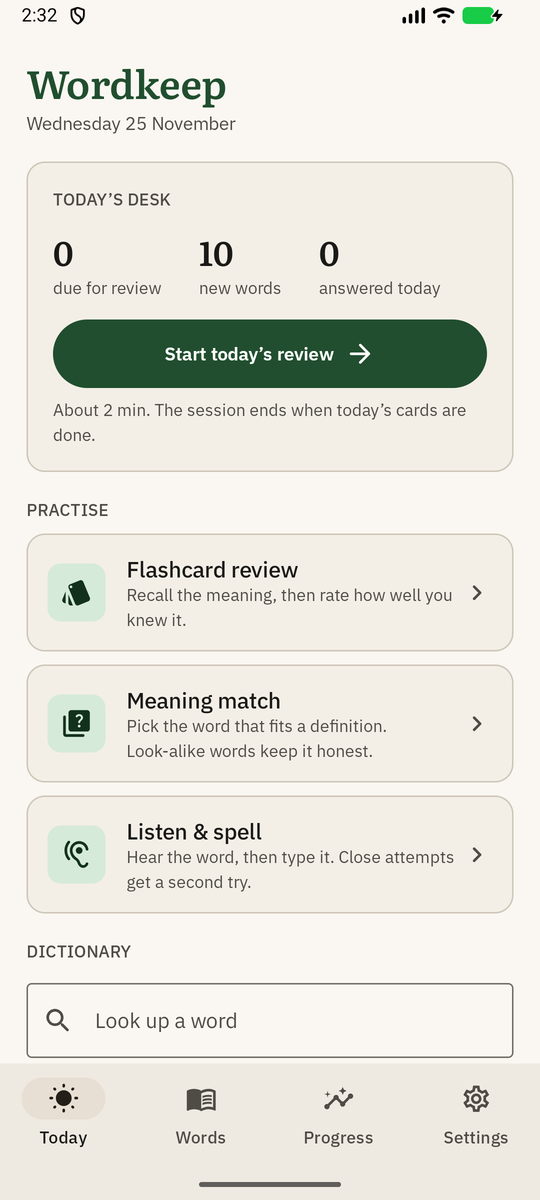 2:32
Wordkeep
Wednesday 25 November
TODAY’S DESK
0
due for review
10
new words
0
answered today
Start today’s review
About 2 min. The session ends when today’s cards are
done.
PRACTISE
Flashcard review
Recall the meaning, then rate how well you
knew it.
Meaning match
Pick the word that fits a definition.
Look-alike words keep it honest.
Listen & spell
Hear the word, then type it. Close attempts
get a second try.
DICTIONARY
Look up a word
Today
Words
Progress
Settings